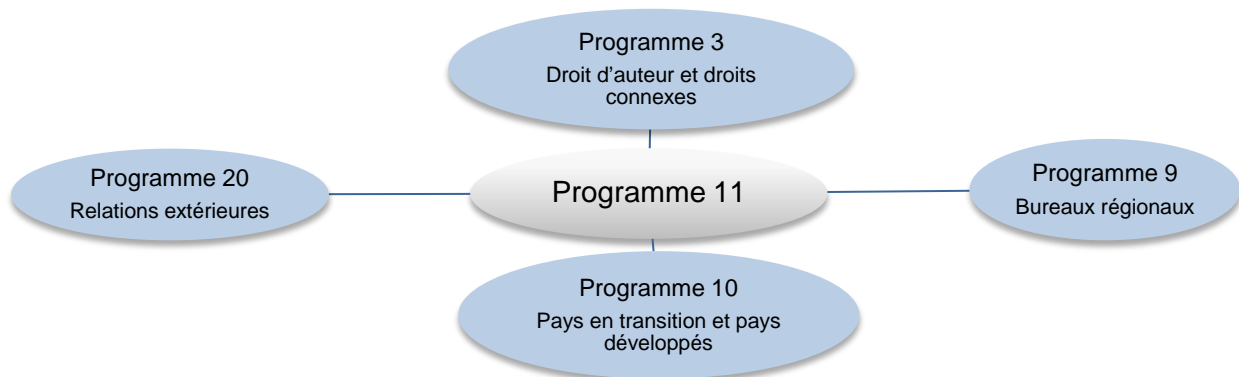 Programme 3
Droit d'auteur et droits
connexes
Programme 20
Relations extérieures
Programme 11
Programme 9
Bureaux régionaux
Programme 10
Pays en transition et pays
développés